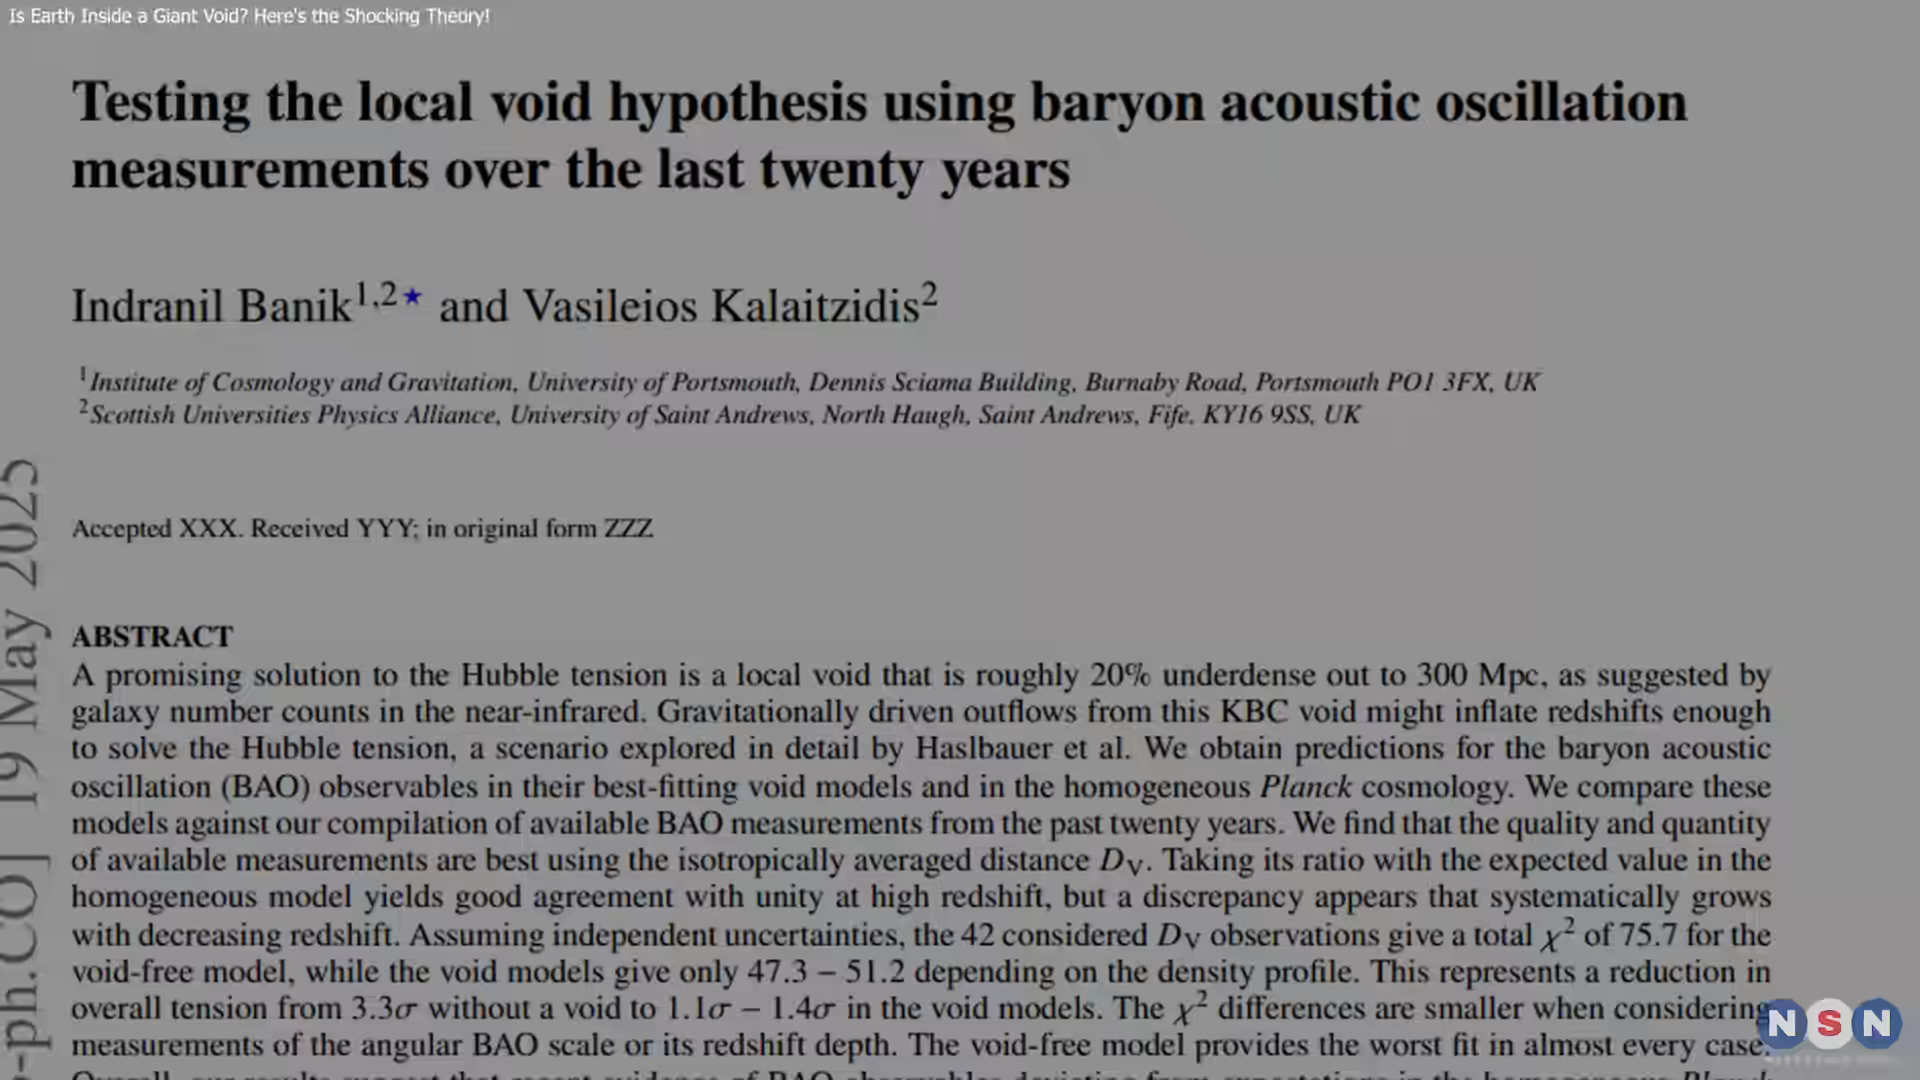 Is Earth Inside a Giant Void? Here's the Shocking Theory!
Testing the local void hypothesis using baryon acoustic oscillation
measurements over the last twenty years
Indranil Banik1,2★ and Vasileios Kalaitzidis2
1Institute of Cosmology and Gravitation, University of Portsmouth, Dennis Sciama Building, Burnaby Road, Portsmouth PO1 3FX, UK
2Scottish Universities Physics Alliance, University of Saint Andrews, North Haugh, Saint Andrews, Fife, KY16 9SS, UK
Accepted XXX. Received YYY; in original form ZZZ
ABSTRACT
A promising solution to the Hubble tension is a local void that is roughly 20% underdense out to 300 Mpc, as suggested by
galaxy number counts in the near-infrared. Gravitationally driven outflows from this KBC void might inflate redshifts enough
to solve the Hubble tension, a scenario explored in detail by Haslbauer et al. We obtain predictions for the baryon acoustic
oscillation (BAO) observables in their best-fitting void models and in the homogeneous Planck cosmology. We compare these
models against our compilation of available BAO measurements from the past twenty years. We find that the quality and quantity
of available measurements are best using the isotropically averaged distance DV. Taking its ratio with the expected value in the
homogeneous model yields good agreement with unity at high redshift, but a discrepancy appears that systematically grows
with decreasing redshift. Assuming independent uncertainties, the 42 considered DV observations give a total χ2 of 75.7 for the
void-free model, while the void models give only 47.3 – 51.2 depending on the density profile. This represents a reduction in
overall tension from 3.3σ without a void to 1.1σ – 1.4σ in the void models. The χ2 differences are smaller when considering
measurements of the angular BAO scale or its redshift depth. The void-free model provides the worst fit in almost every case.
-ph.CO] 19 May 2025
NSN